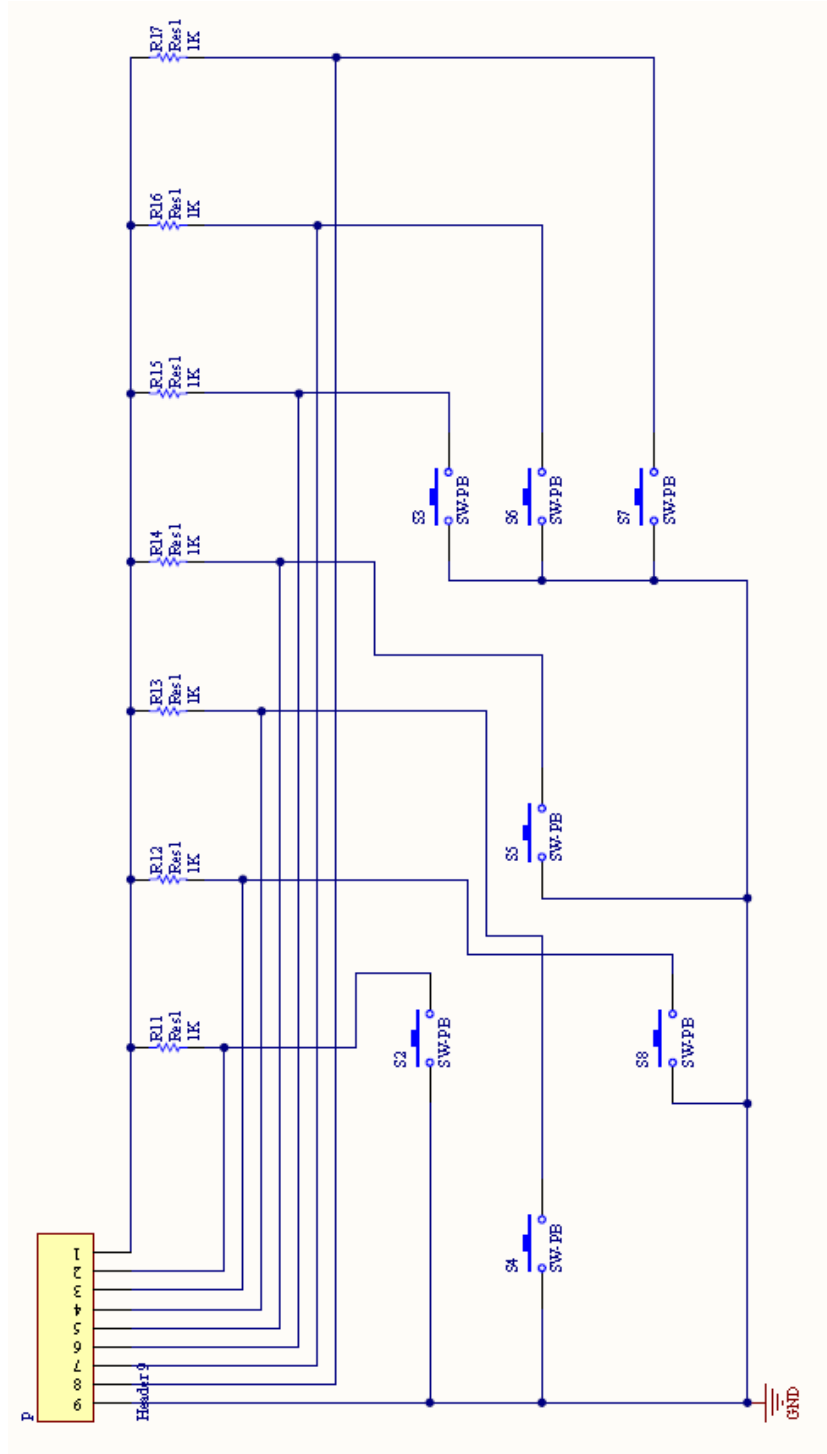 R17
Res1
1K
R16
Res1
1K
R15
Res1
1K
R14
Res1
1K
R13
Res1
1K
R12
Res1
1K
R11
Res1
1K
S3
SW-PB
S6
SW-PB
S7
SW-PB
S5
SW-PB
S2
SW-PB
S8
SW-PB
S4
SW-PB
P
1
2
3
4
5
6
7
8
9
Header 9
GND